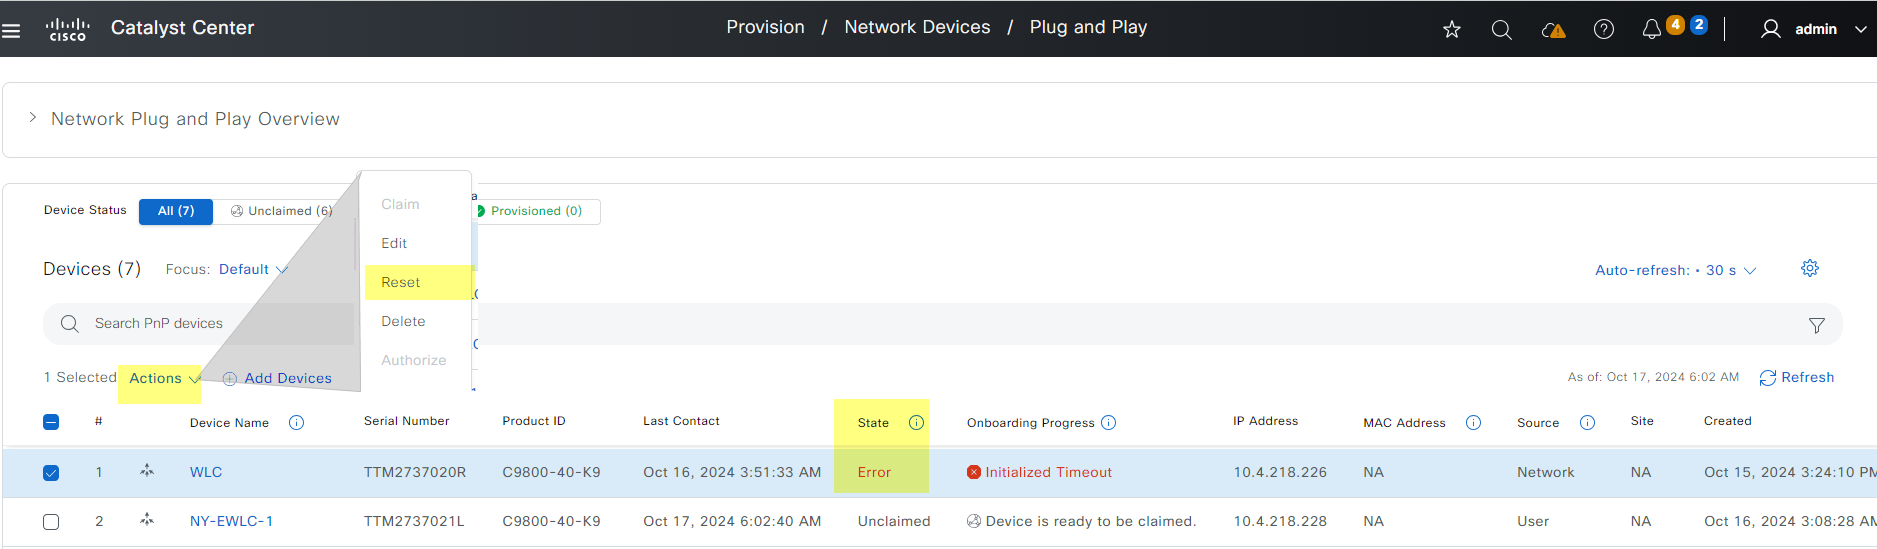 cisco Catalyst Center Provision / Network Devices / Plug and Play 4 2 admin
Network Plug and Play Overview
Device Status All (7) Unclaimed (6) Provisioned (0)
Claim
Edit
Reset
Delete
Authorize
Devices (7) Focus: Default Auto-refresh: • 30 s
Search PnP devices
1 Selected Actions Add Devices As of: Oct 17, 2024 6:02 AM Refresh
# Device Name Serial Number Product ID Last Contact State Onboarding Progress IP Address MAC Address Source Site Created
1 WLC TTM2737020R C9800-40-K9 Oct 16, 2024 3:51:33 AM Error Initialized Timeout 10.4.218.226 NA Network NA Oct 15, 2024 3:24:10 PM
2 NY-EWLC-1 TTM2737021L C9800-40-K9 Oct 17, 2024 6:02:40 AM Unclaimed Device is ready to be claimed. 10.4.218.228 NA User NA Oct 16, 2024 3:08:28 AM